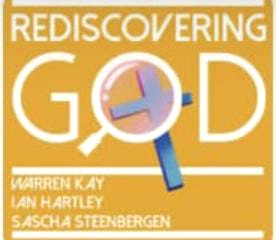 REDISCOVERING
GOD
WARREN KAY
IAN HARTLEY
SASCHA STEENBERGEN